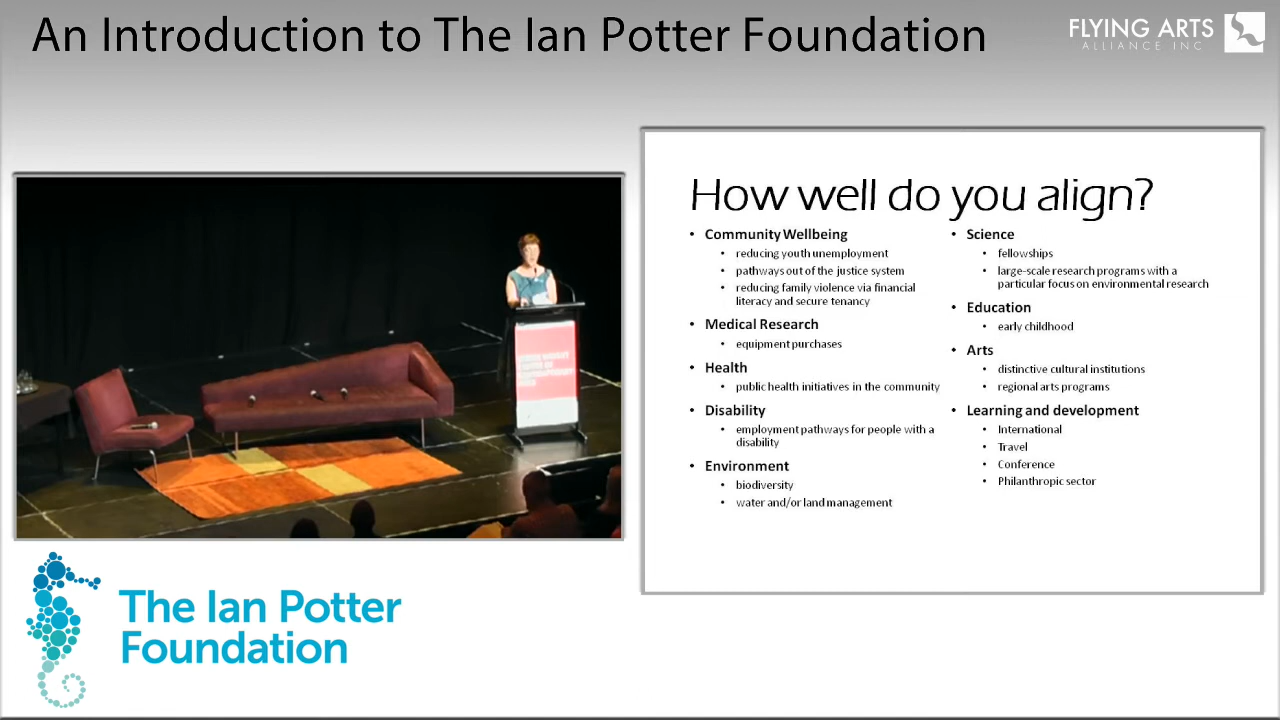 An Introduction to The Ian Potter Foundation
FLYING ARTS
ALLIANCE INC
How well do you align?
• Community Wellbeing
• reducing youth unemployment
• pathways out of the justice system
• reducing family violence via financial
literacy and secure tenancy
• Medical Research
• equipment purchases
• Health
• public health initiatives in the community
• Disability
• employment pathways for people with a
disability
• Environment
• biodiversity
• water and/or land management
• Science
• fellowships
• large-scale research programs with a
particular focus on environmental research
• Education
• early childhood
• Arts
• distinctive cultural institutions
• regional arts programs
• Learning and development
• International
• Travel
• Conference
• Philanthropic sector
The Ian Potter
Foundation